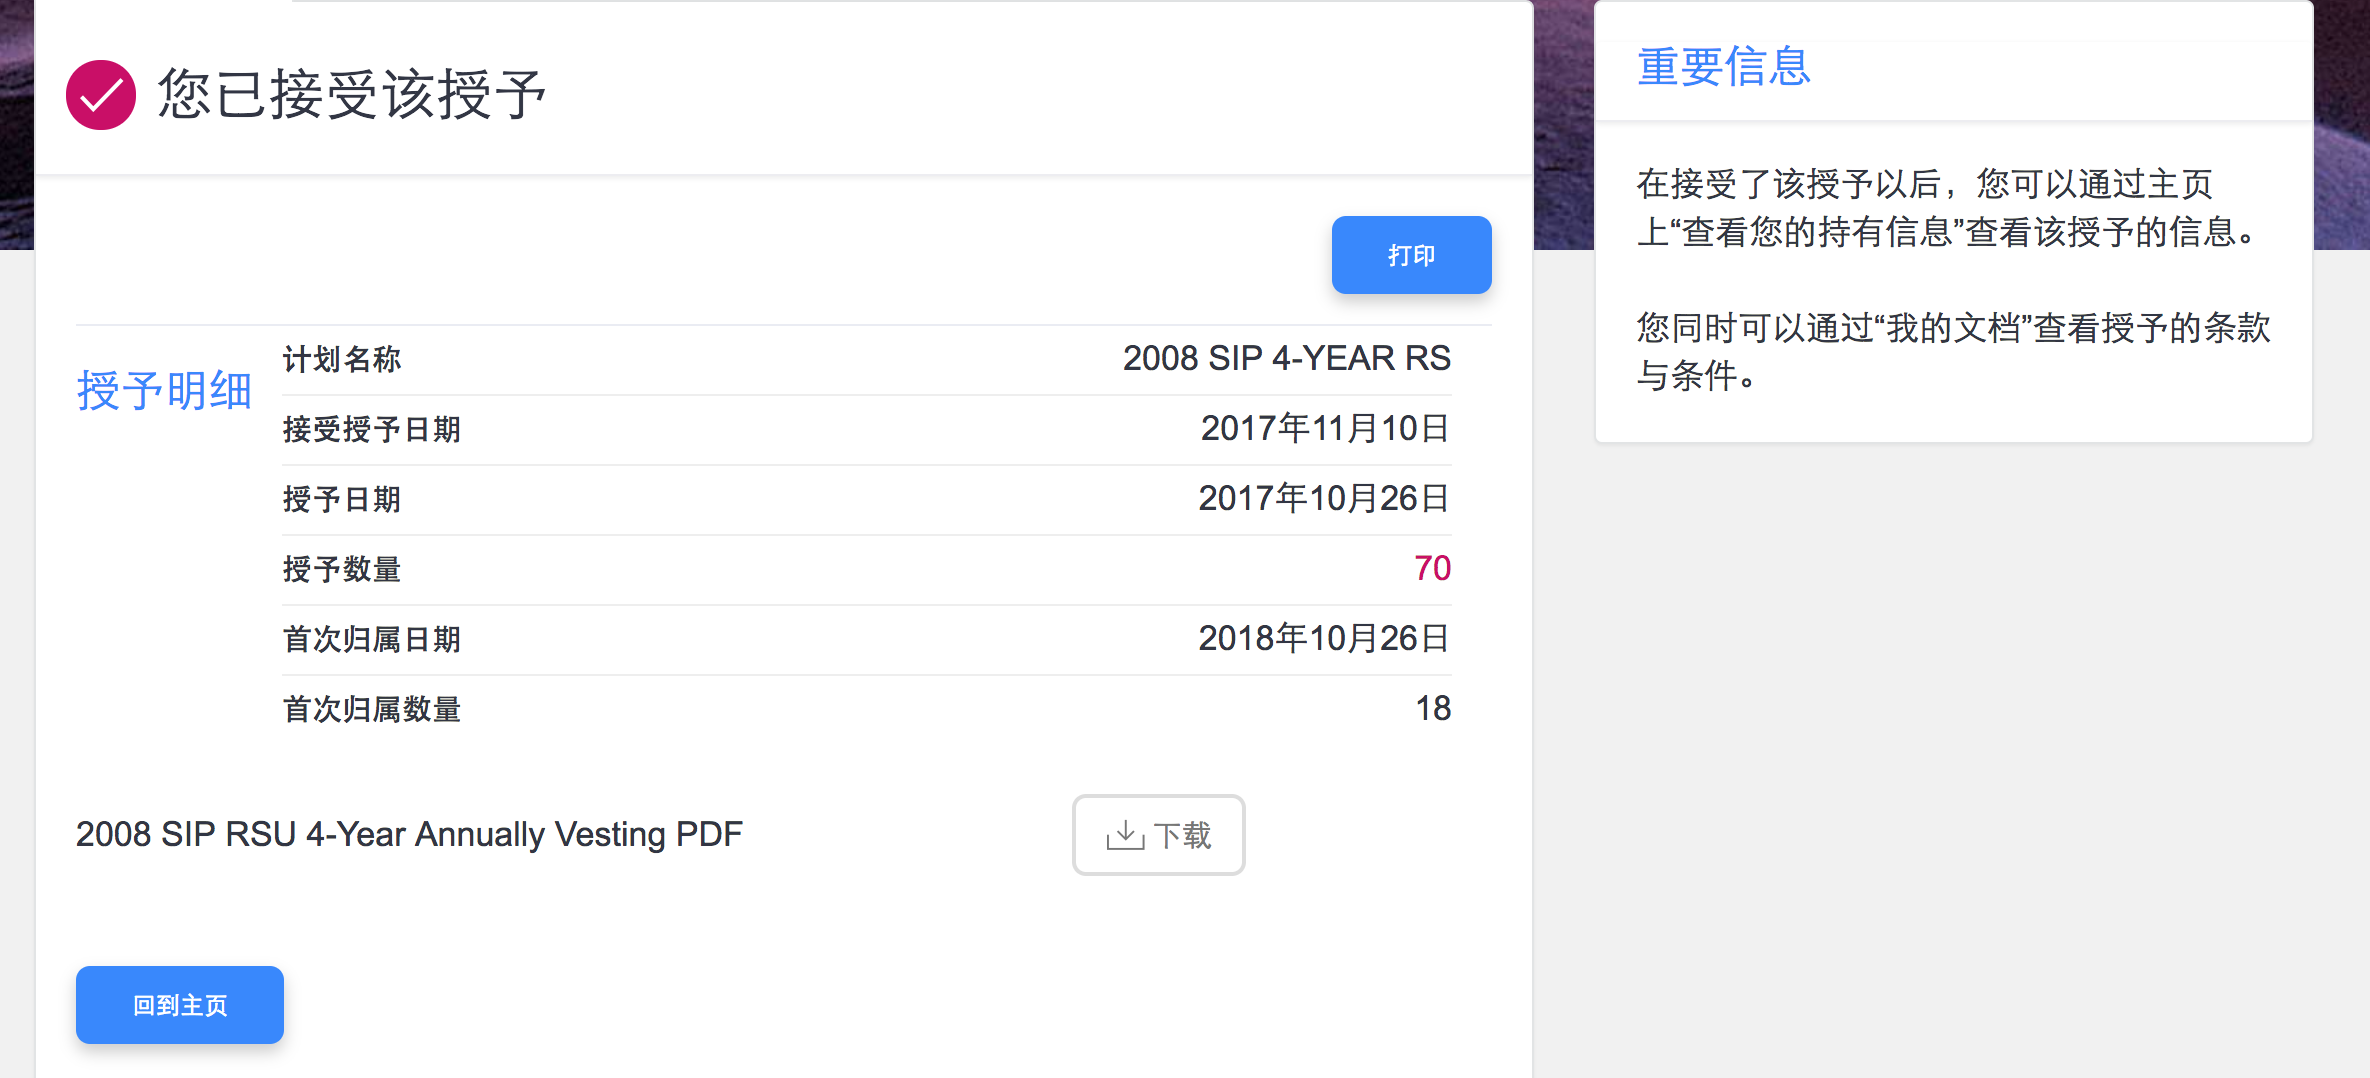 您已接受该授予
打印
授予明细
计划名称 2008 SIP 4-YEAR RS
接受授予日期 2017年11月10日
授予日期 2017年10月26日
授予数量 70
首次归属日期 2018年10月26日
首次归属数量 18
2008 SIP RSU 4-Year Annually Vesting PDF 下载
回到主页
重要信息
在接受了该授予以后，您可以通过主页
上“查看您的持有信息”查看该授予的信息。
您同时可以通过“我的文档”查看授予的条款
与条件。